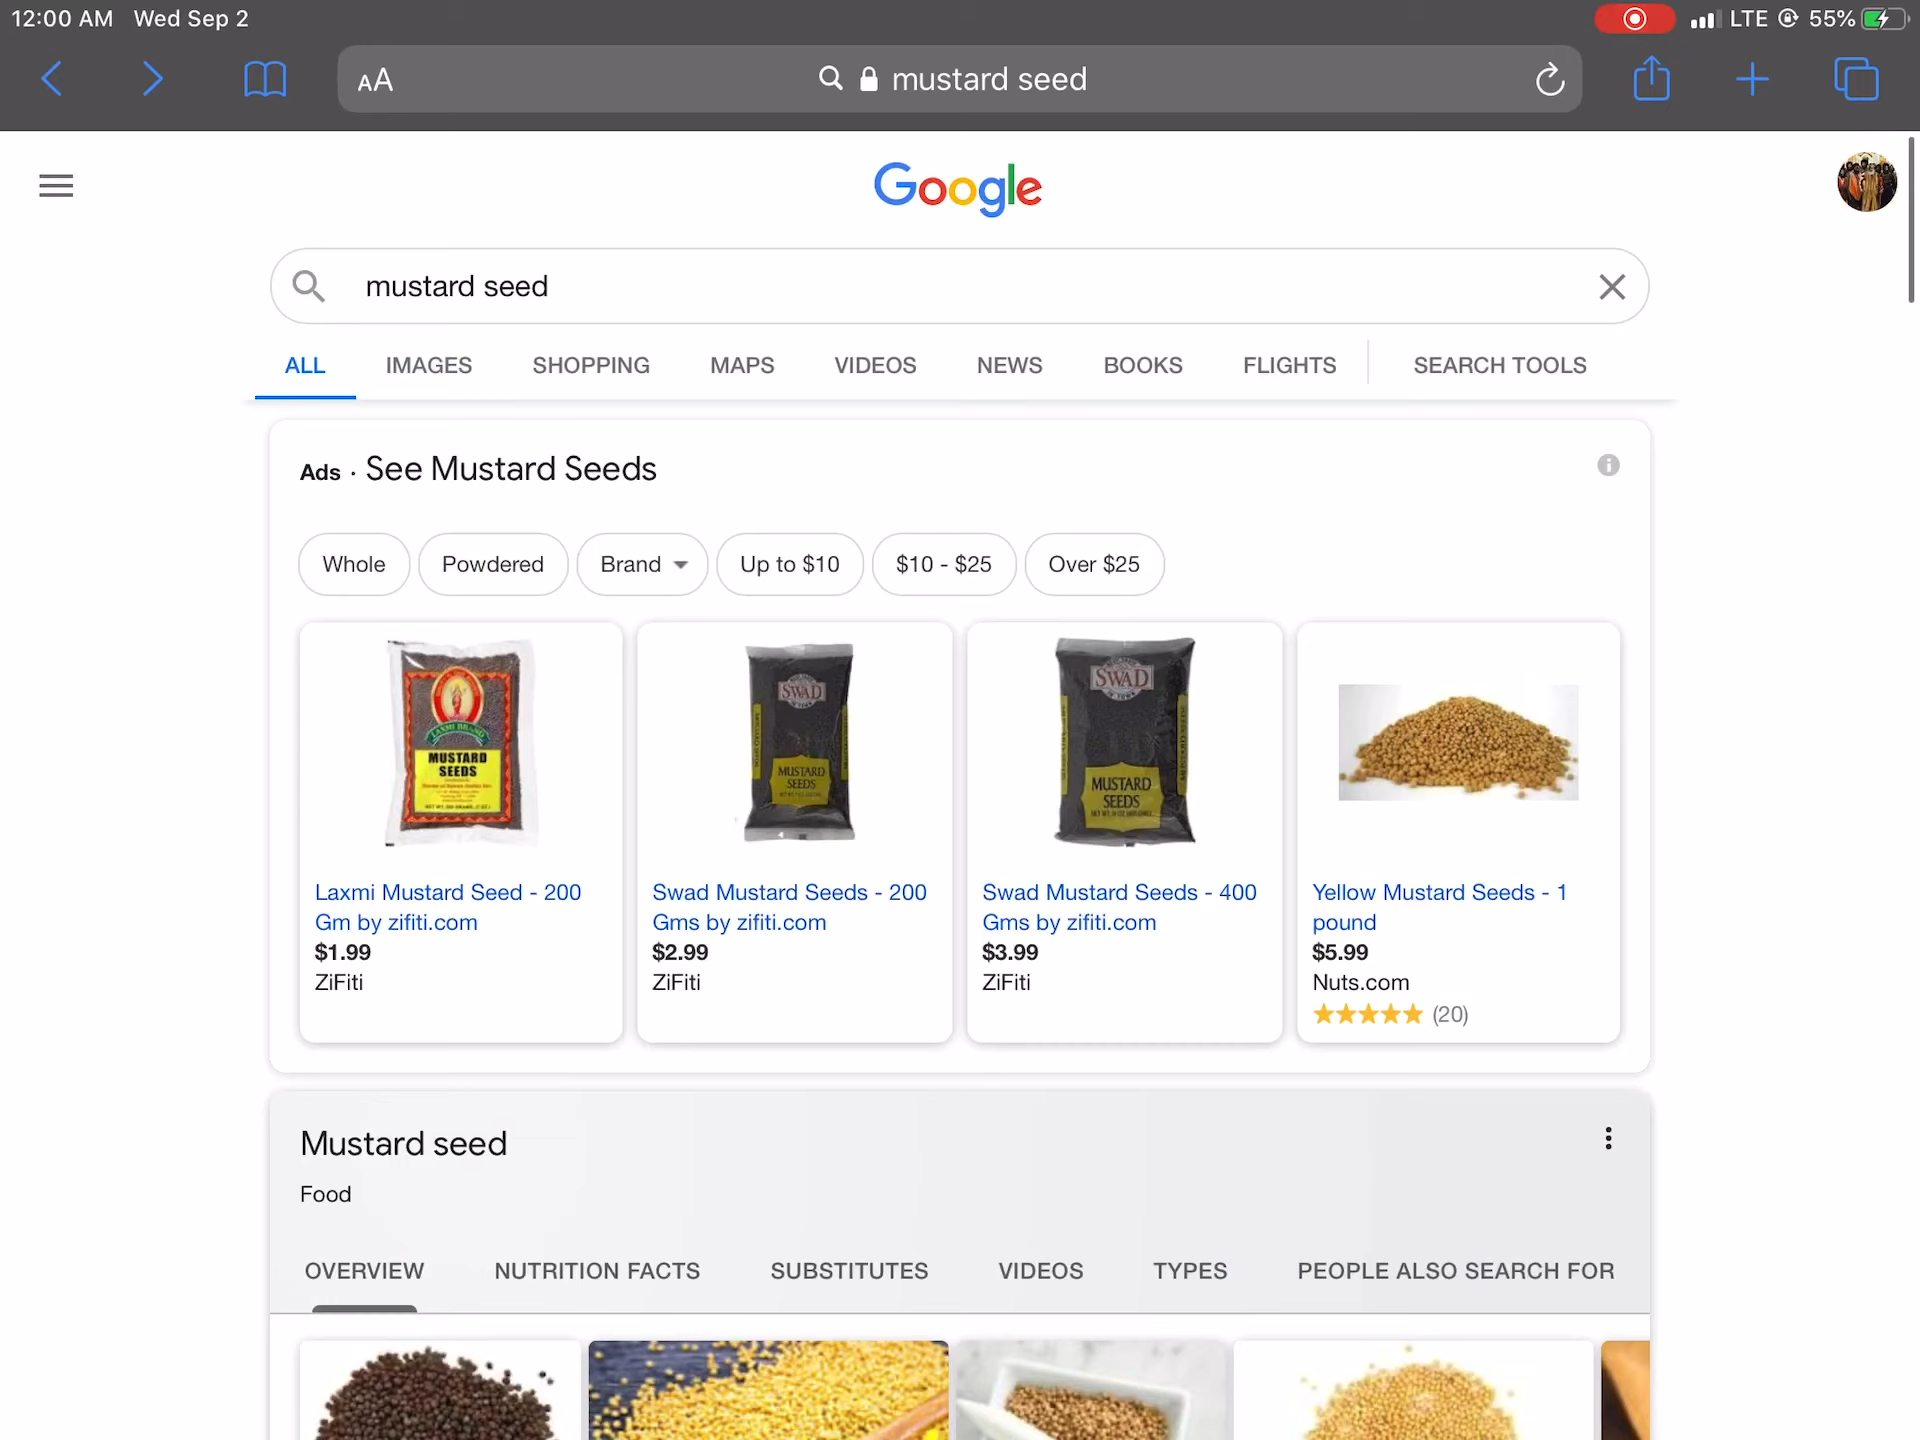 12:00 AM Wed Sep 2
LTE 55%
AA mustard seed
Google
mustard seed
ALL IMAGES SHOPPING MAPS VIDEOS NEWS BOOKS FLIGHTS SEARCH TOOLS
Ads · See Mustard Seeds
Whole Powdered Brand Up to $10 $10 - $25 Over $25
LAXMI BRAND
MUSTARD
SEEDS
SWAD
MUSTARD
SEEDS
SWAD
MUSTARD
SEEDS
Laxmi Mustard Seed - 200
Gm by zifiti.com
$1.99
ZiFiti
Swad Mustard Seeds - 200
Gms by zifiti.com
$2.99
ZiFiti
Swad Mustard Seeds - 400
Gms by zifiti.com
$3.99
ZiFiti
Yellow Mustard Seeds - 1
pound
$5.99
Nuts.com
(20)
Mustard seed
Food
OVERVIEW NUTRITION FACTS SUBSTITUTES VIDEOS TYPES PEOPLE ALSO SEARCH FOR